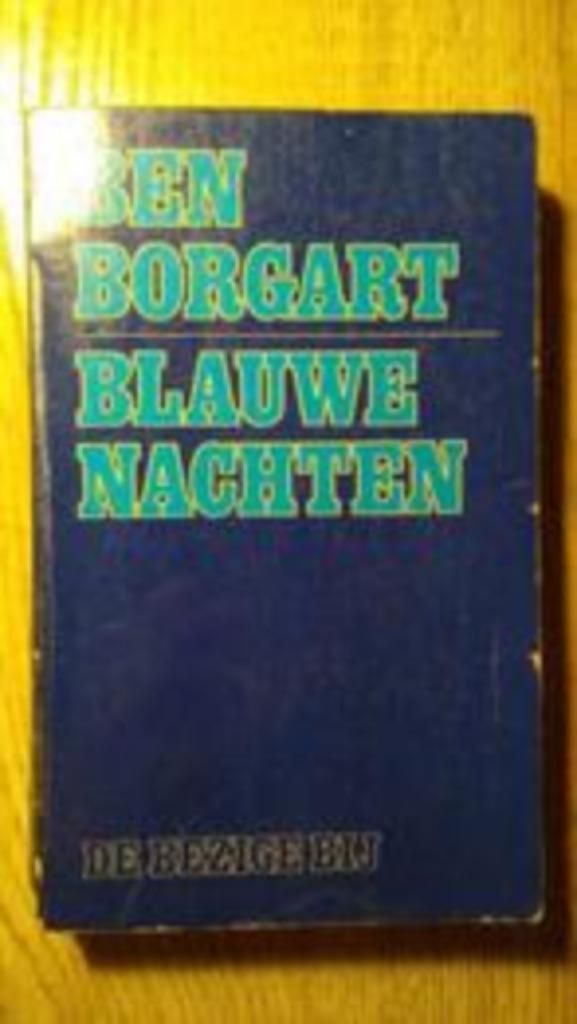 BEN
BORGART
BLAUWE
NACHTEN
DE BEZIGE BIJ